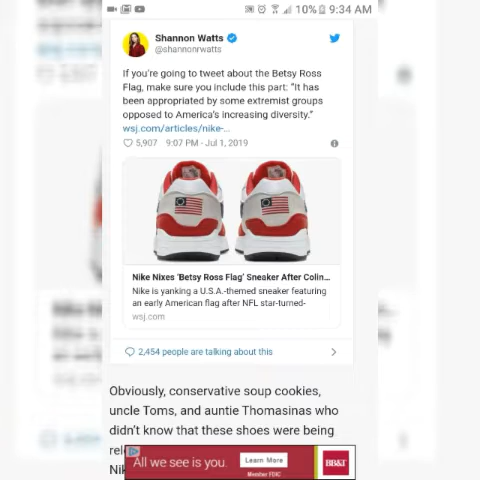 10% 9:34 AM
Shannon Watts
@shannonrwatts
If you're going to tweet about the Betsy Ross
Flag, make sure you include this part: "It has
been appropriated by some extremist groups
opposed to America's increasing diversity."
wsj.com/articles/nike-...
5,907 9:07 PM - Jul 1, 2019
Nike Nixes 'Betsy Ross Flag' Sneaker After Colin...
Nike is yanking a U.S.A.-themed sneaker featuring
an early American flag after NFL star-turned-
wsj.com
2,454 people are talking about this
Obviously, conservative soup cookies,
uncle Toms, and auntie Thomasinas who
didn't know that these shoes were being
All we see is you.
Learn More
Member FDIC
BB&T